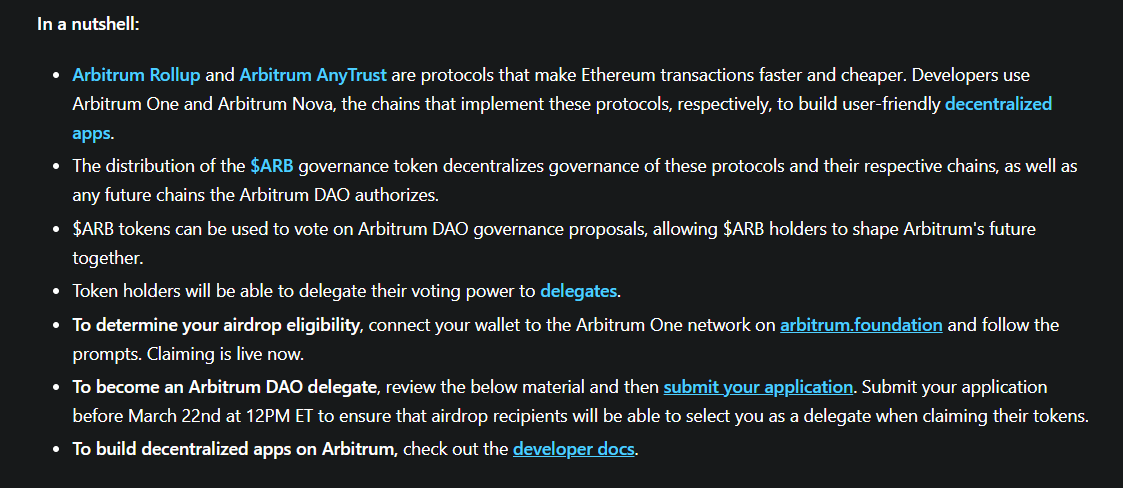 In a nutshell:
• Arbitrum Rollup and Arbitrum AnyTrust are protocols that make Ethereum transactions faster and cheaper. Developers use
Arbitrum One and Arbitrum Nova, the chains that implement these protocols, respectively, to build user-friendly decentralized
apps.
• The distribution of the $ARB governance token decentralizes governance of these protocols and their respective chains, as well as
any future chains the Arbitrum DAO authorizes.
• $ARB tokens can be used to vote on Arbitrum DAO governance proposals, allowing $ARB holders to shape Arbitrum's future
together.
• Token holders will be able to delegate their voting power to delegates.
• To determine your airdrop eligibility, connect your wallet to the Arbitrum One network on arbitrum.foundation and follow the
prompts. Claiming is live now.
• To become an Arbitrum DAO delegate, review the below material and then submit your application. Submit your application
before March 22nd at 12PM ET to ensure that airdrop recipients will be able to select you as a delegate when claiming their tokens.
• To build decentralized apps on Arbitrum, check out the developer docs.